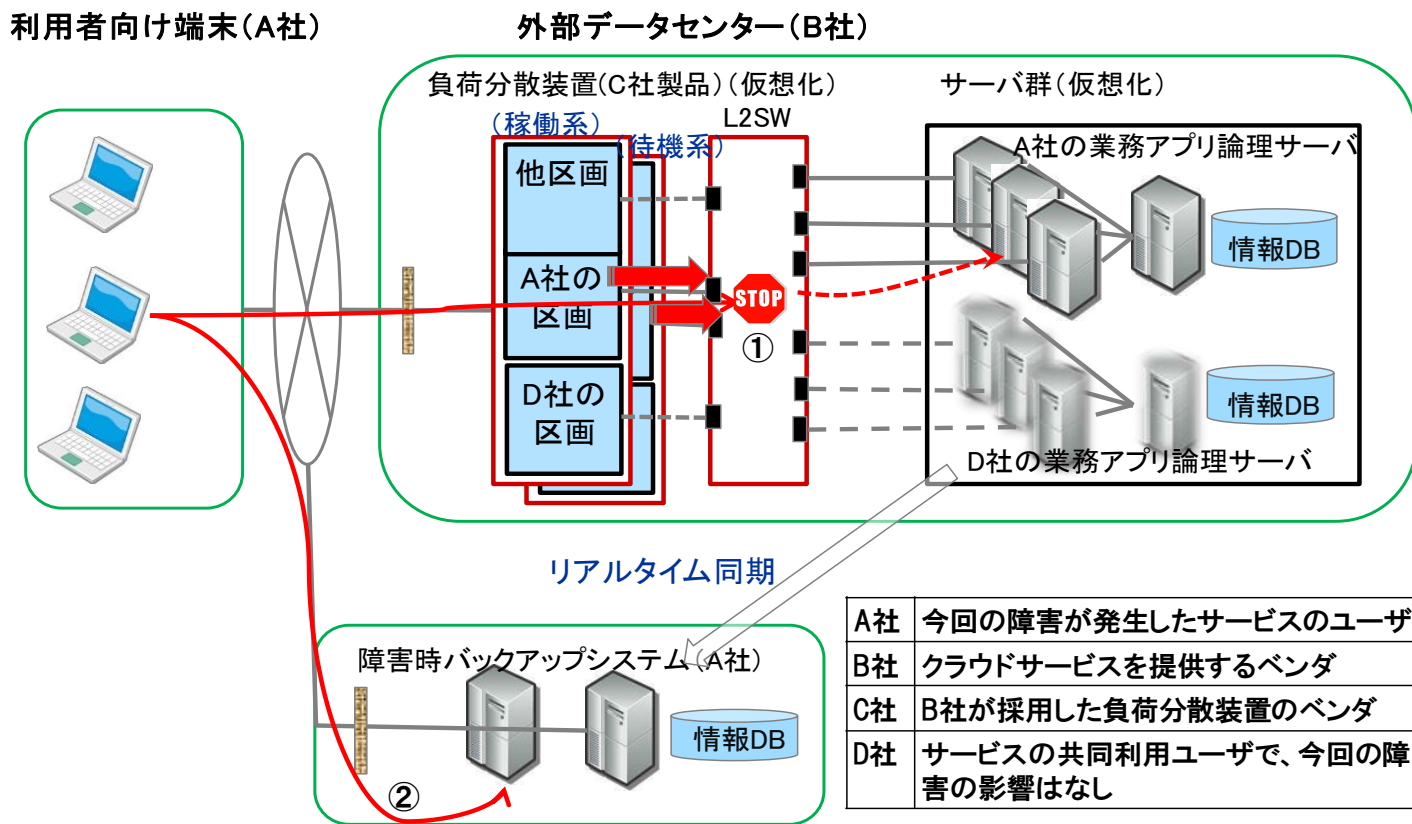 利用者向け端末(A社)
外部データセンター(B社)
負荷分散装置(C社製品)(仮想化)
サーバ群(仮想化)
(稼働系)
(待機系)
L2SW
他区画
A社の
区画
D社の
区画
STOP
①
A社の業務アプリ論理サーバ
情報DB
情報DB
D社の業務アプリ論理サーバ
リアルタイム同期
障害時バックアップシステム(A社)
情報DB
②
A社 今回の障害が発生したサービスのユーザ
B社 クラウドサービスを提供するベンダ
C社 B社が採用した負荷分散装置のベンダ
D社 サービスの共同利用ユーザで、今回の障
害の影響はなし